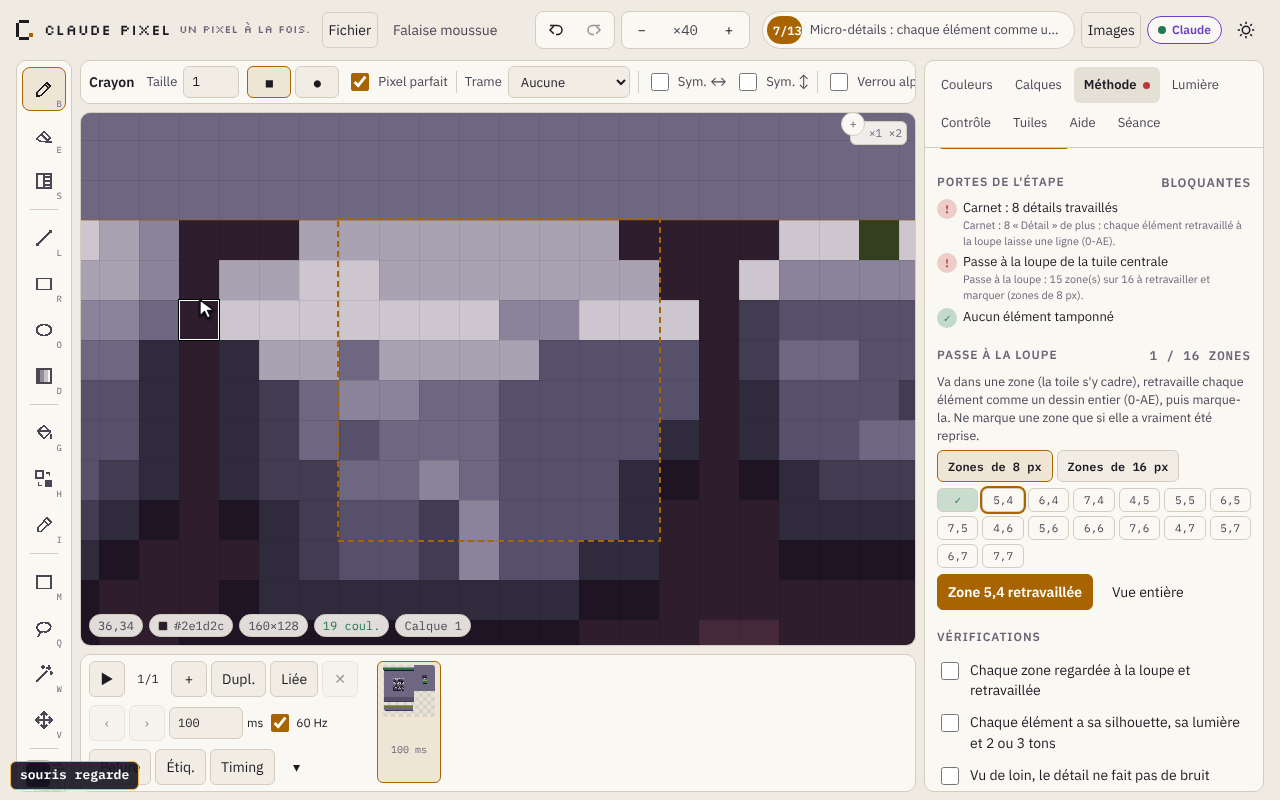 CLAUDE PIXEL UN PIXEL À LA FOIS. Fichier Falaise moussue − ×40 + 7/13 Micro-détails : chaque élément comme u… Images Claude
Crayon Taille 1 Pixel parfait Trame Aucune Sym. ↔ Sym. ↕ Verrou alp
B
E
S
L
R
O
D
G
H
I
M
Q
W
V
+ ×1 ×2
36,34 #2e1d2c 160×128 19 coul. Calque 1
1/1 + Dupl. Liée ✕
‹ › 100 ms 60 Hz
Étiq. Timing ▼
100 ms
souris regarde
Couleurs Calques Méthode Lumière
Contrôle Tuiles Aide Séance
PORTES DE L'ÉTAPE BLOQUANTES
! Carnet : 8 détails travaillés
Carnet : 8 « Détail » de plus : chaque élément retravaillé à
la loupe laisse une ligne (0-AE).
! Passe à la loupe de la tuile centrale
Passe à la loupe : 15 zone(s) sur 16 à retravailler et
marquer (zones de 8 px).
✓ Aucun élément tamponné
PASSE À LA LOUPE 1 / 16 ZONES
Va dans une zone (la toile s'y cadre), retravaille chaque
élément comme un dessin entier (0-AE), puis marque-
la. Ne marque une zone que si elle a vraiment été
reprise.
Zones de 8 px Zones de 16 px
✓ 5,4 6,4 7,4 4,5 5,5 6,5
7,5 4,6 5,6 6,6 7,6 4,7 5,7
6,7 7,7
Zone 5,4 retravaillée Vue entière
VÉRIFICATIONS
Chaque zone regardée à la loupe et
retravaillée
Chaque élément a sa silhouette, sa lumière
et 2 ou 3 tons
Vu de loin, le détail ne fait pas de bruit